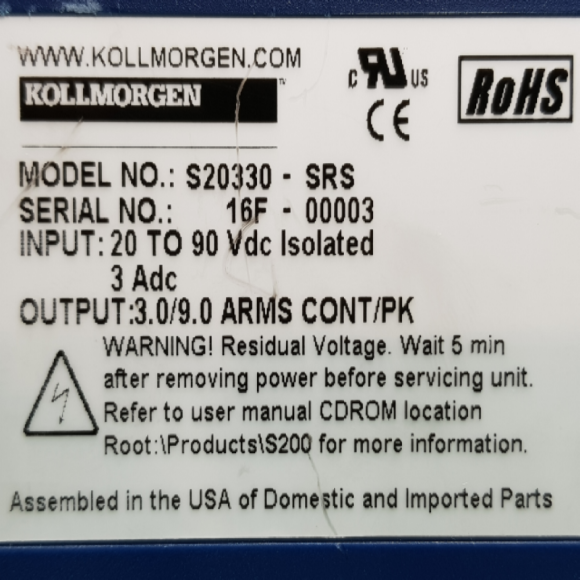 WWW.KOLLMORGEN.COM
KOLLMORGEN™
c RU US
CE
RoHS
MODEL NO.: S20330 - SRS
SERIAL NO.: 16F - 00003
INPUT: 20 TO 90 Vdc Isolated
3 Adc
OUTPUT:3.0/9.0 ARMS CONT/PK
WARNING! Residual Voltage. Wait 5 min
after removing power before servicing unit.
Refer to user manual CDROM location
Root:\Products\S200 for more information.
Assembled in the USA of Domestic and Imported Parts